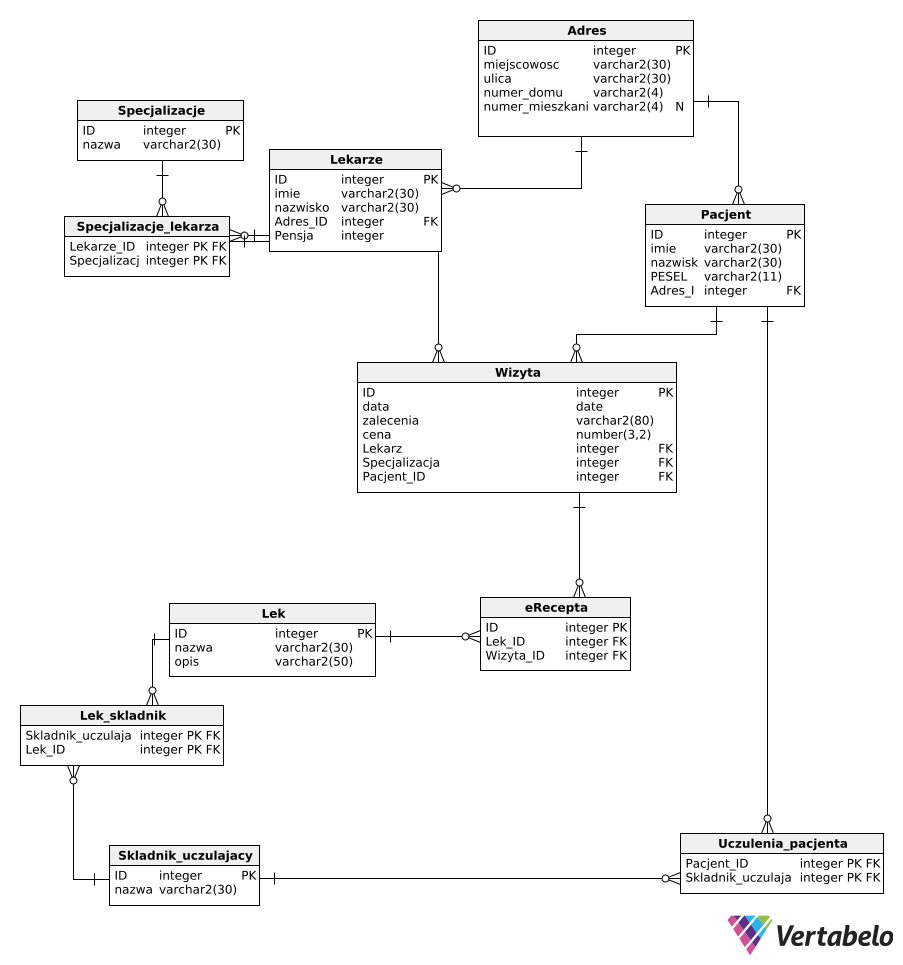 Adres
ID integer PK
miejscowosc varchar2(30)
ulica varchar2(30)
numer_domu varchar2(4)
numer_mieszkani varchar2(4) N
Specjalizacje
ID integer PK
nazwa varchar2(30)
Lekarze
ID integer PK
imie varchar2(30)
nazwisko varchar2(30)
Adres_ID integer FK
Pensja integer
Specjalizacje_lekarza
Lekarze_ID integer PK FK
Specjalizacj integer PK FK
Pacjent
ID integer PK
imie varchar2(30)
nazwisk varchar2(30)
PESEL varchar2(11)
Adres_I integer FK
Wizyta
ID integer PK
data date
zalecenia varchar2(80)
cena number(3,2)
Lekarz integer FK
Specjalizacja integer FK
Pacjent_ID integer FK
Lek
ID integer PK
nazwa varchar2(30)
opis varchar2(50)
eRecepta
ID integer PK
Lek_ID integer FK
Wizyta_ID integer FK
Lek_skladnik
Skladnik_uczulaja integer PK FK
Lek_ID integer PK FK
Skladnik_uczulajacy
ID integer PK
nazwa varchar2(30)
Uczulenia_pacjenta
Pacjent_ID integer PK FK
Skladnik_uczulaja integer PK FK
Vertabelo